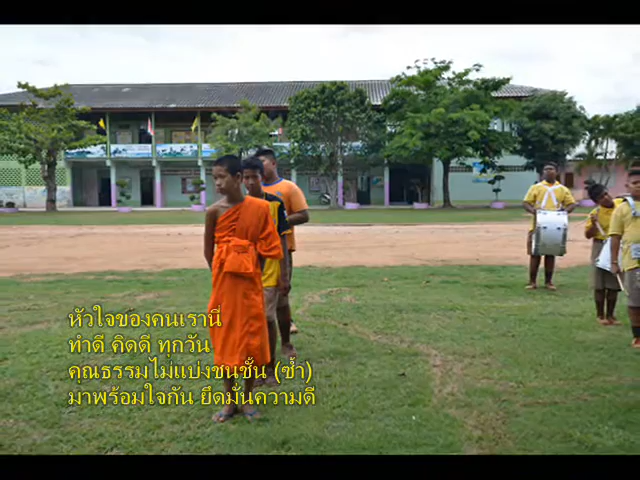 หัวใจของคนเรานี่
ทำดี คิดดี ทุกวัน
คุณธรรมไม่แบ่งชนชั้น (ซ้ำ)
มาพร้อมใจกัน ยึดมั่นความดี